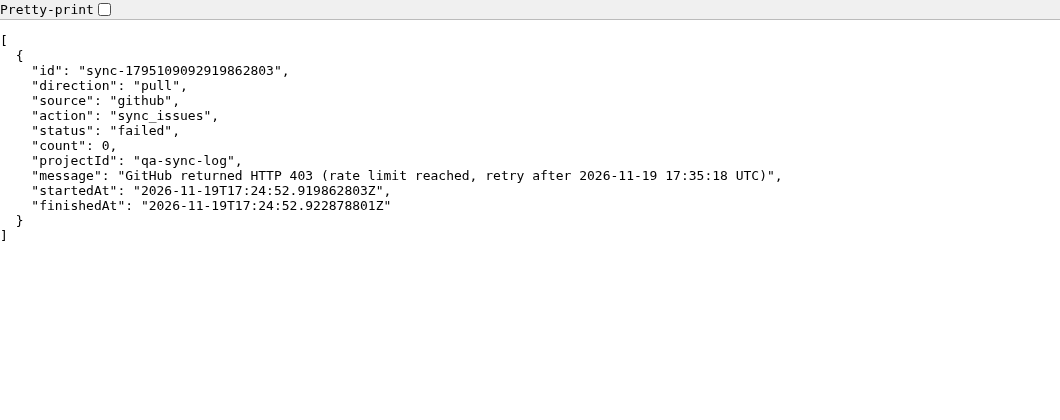 Pretty-print
[
  {
    "id": "sync-1795109092919862803",
    "direction": "pull",
    "source": "github",
    "action": "sync_issues",
    "status": "failed",
    "count": 0,
    "projectId": "qa-sync-log",
    "message": "GitHub returned HTTP 403 (rate limit reached, retry after 2026-11-19 17:35:18 UTC)",
    "startedAt": "2026-11-19T17:24:52.919862803Z",
    "finishedAt": "2026-11-19T17:24:52.922878801Z"
  }
]